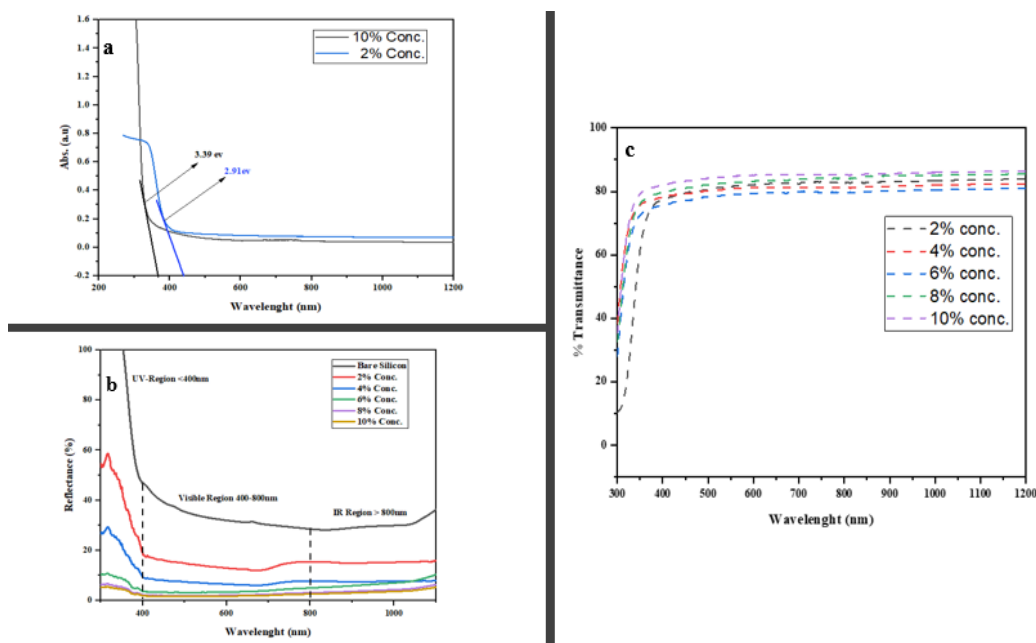 a
10% Conc.
2% Conc.
1.6
1.4
1.2
1.0
0.8
0.6
0.4
0.2
0.0
-0.2
Abs. (a.u)
3.39 ev
2.91ev
200 400 600 800 1000 1200
Wavelenght (nm)
b
UV-Region <400nm
Visible Region 400-800nm
IR Region > 800nm
Bare Silicon
2% Conc.
4% Conc.
6% Conc.
8% Conc.
10% Conc.
100
80
60
40
20
0
Reflectance (%)
400 600 800 1000
Wavelenght (nm)
c
100
80
60
40
20
0
% Transmittance
2% conc.
4% conc.
6% conc.
8% conc.
10% conc.
300 400 500 600 700 800 900 1000 1100 1200
Wavelenght (nm)